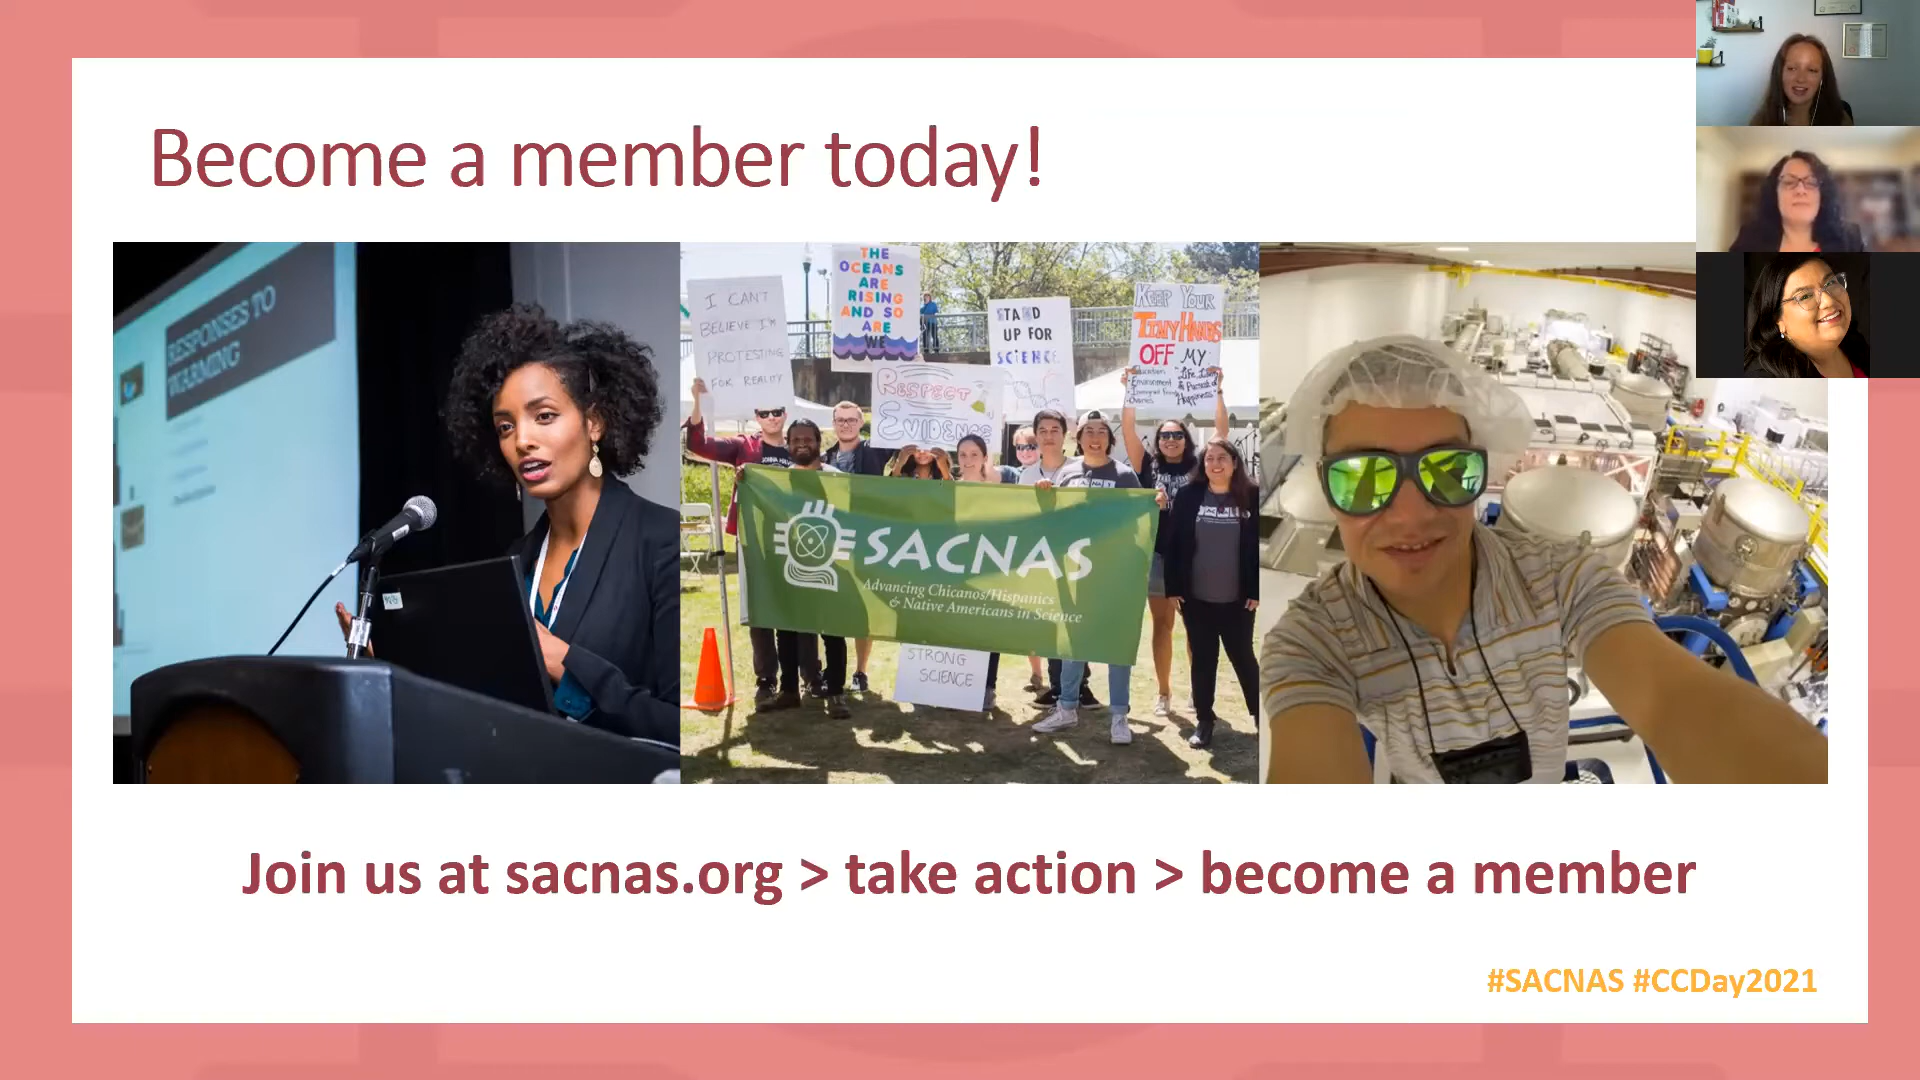 Become a member today!
RESPONSES TO
WARMING
I CAN'T
BELIEVE I'M
PROTESTING
FOR REALITY
THE
OCEANS
ARE
RISING
AND SO
ARE
WE
STAND
UP FOR
SCIENCE
KEEP YOUR
TINY HANDS
OFF MY
RESPECT
EVIDENCE
SACNAS
Advancing Chicanos/Hispanics
& Native Americans in Science
STRONG
SCIENCE
Join us at sacnas.org > take action > become a member
#SACNAS #CCDay2021